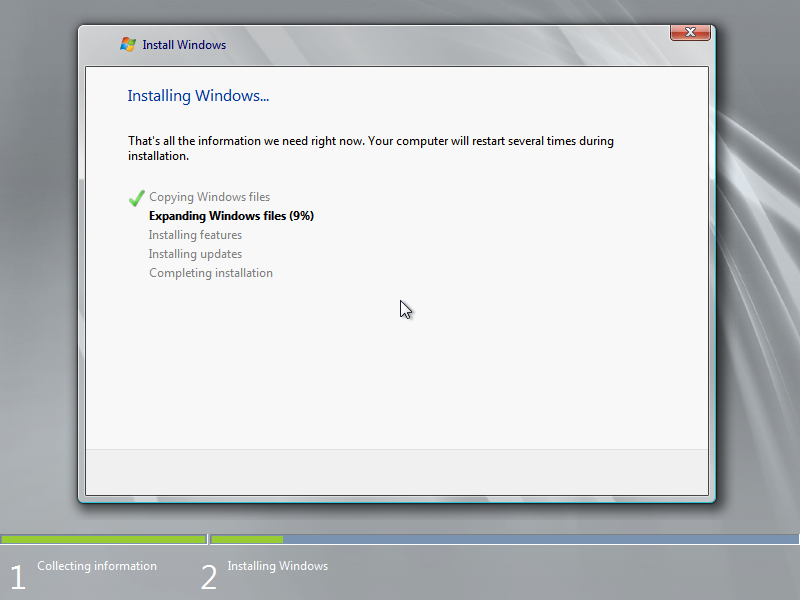 Install Windows
Installing Windows...
That's all the information we need right now. Your computer will restart several times during
installation.
Copying Windows files
Expanding Windows files (9%)
Installing features
Installing updates
Completing installation
1 Collecting information
2 Installing Windows